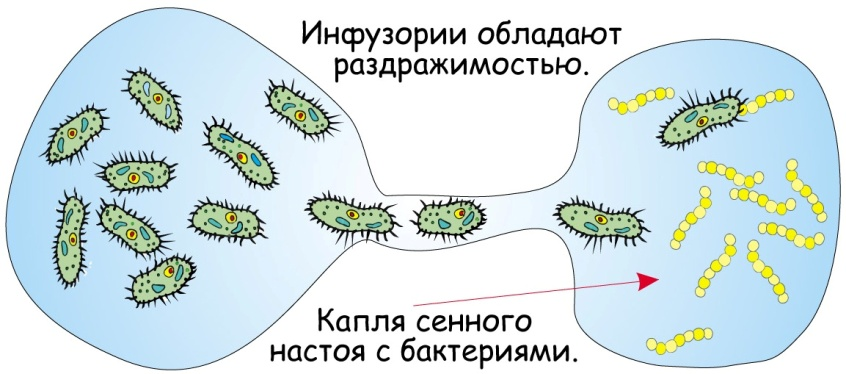 Инфузории обладают
раздражимостью.
Капля сенного
настоя с бактериями.